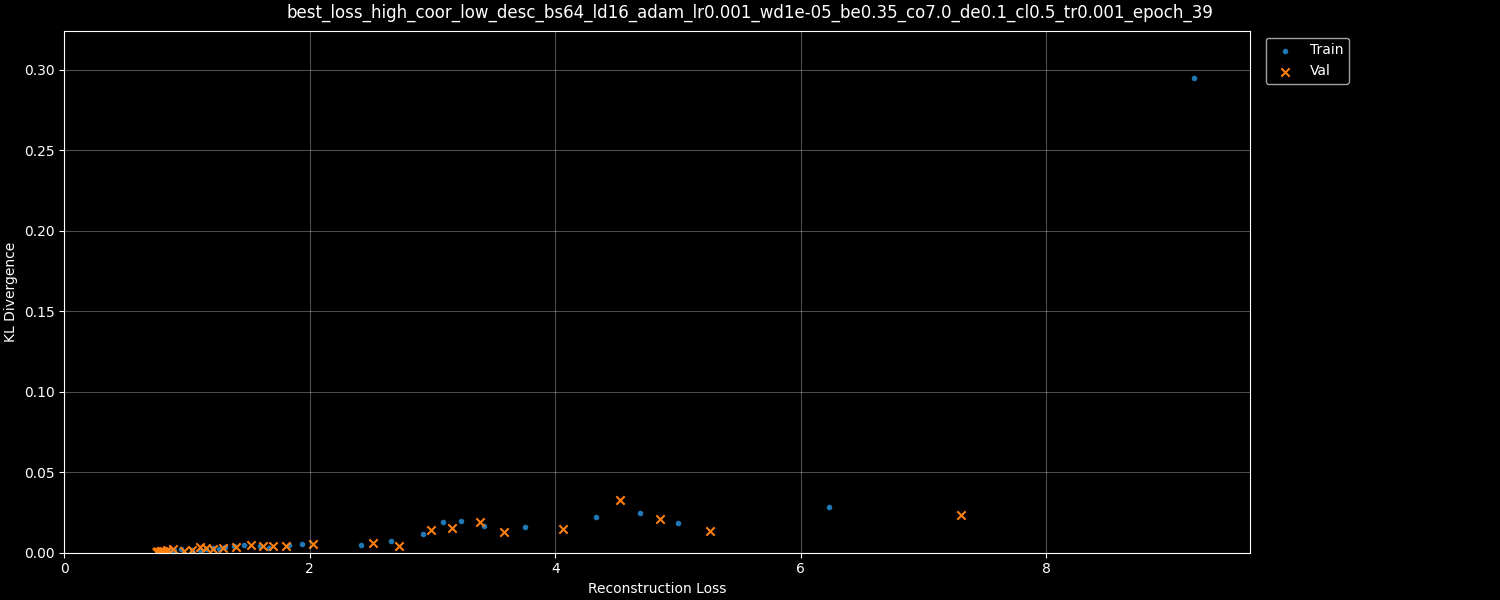 best_loss_high_coor_low_desc_bs64_ld16_adam_lr0.001_wd1e-05_be0.35_co7.0_de0.1_cl0.5_tr0.001_epoch_39
Train
Val
0.30
0.25
0.20
0.15
0.10
0.05
0.00
KL Divergence
0 2 4 6 8
Reconstruction Loss